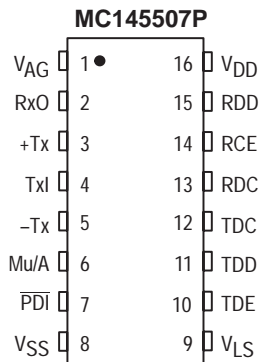 MC145507P
VAG 1 16 VDD
RxO 2 15 RDD
+Tx 3 14 RCE
TxI 4 13 RDC
–Tx 5 12 TDC
Mu/A 6 11 TDD
PDI 7 10 TDE
VSS 8 9 VLS